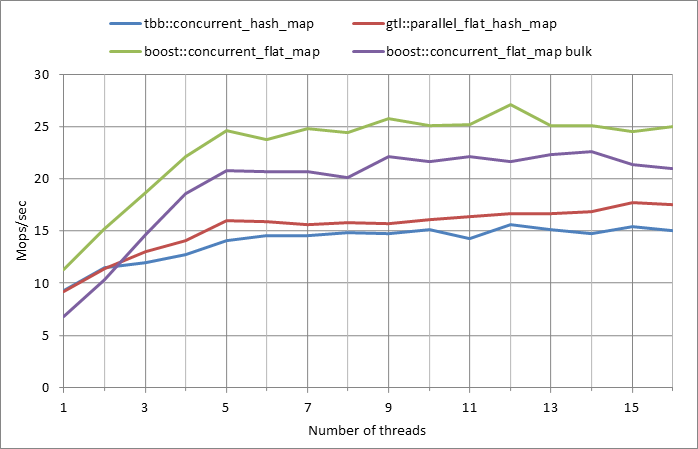 tbb::concurrent_hash_map gtl::parallel_flat_hash_map
boost::concurrent_flat_map boost::concurrent_flat_map bulk
30
25
20
15
10
5
0
Mops/sec
1 3 5 7 9 11 13 15
Number of threads